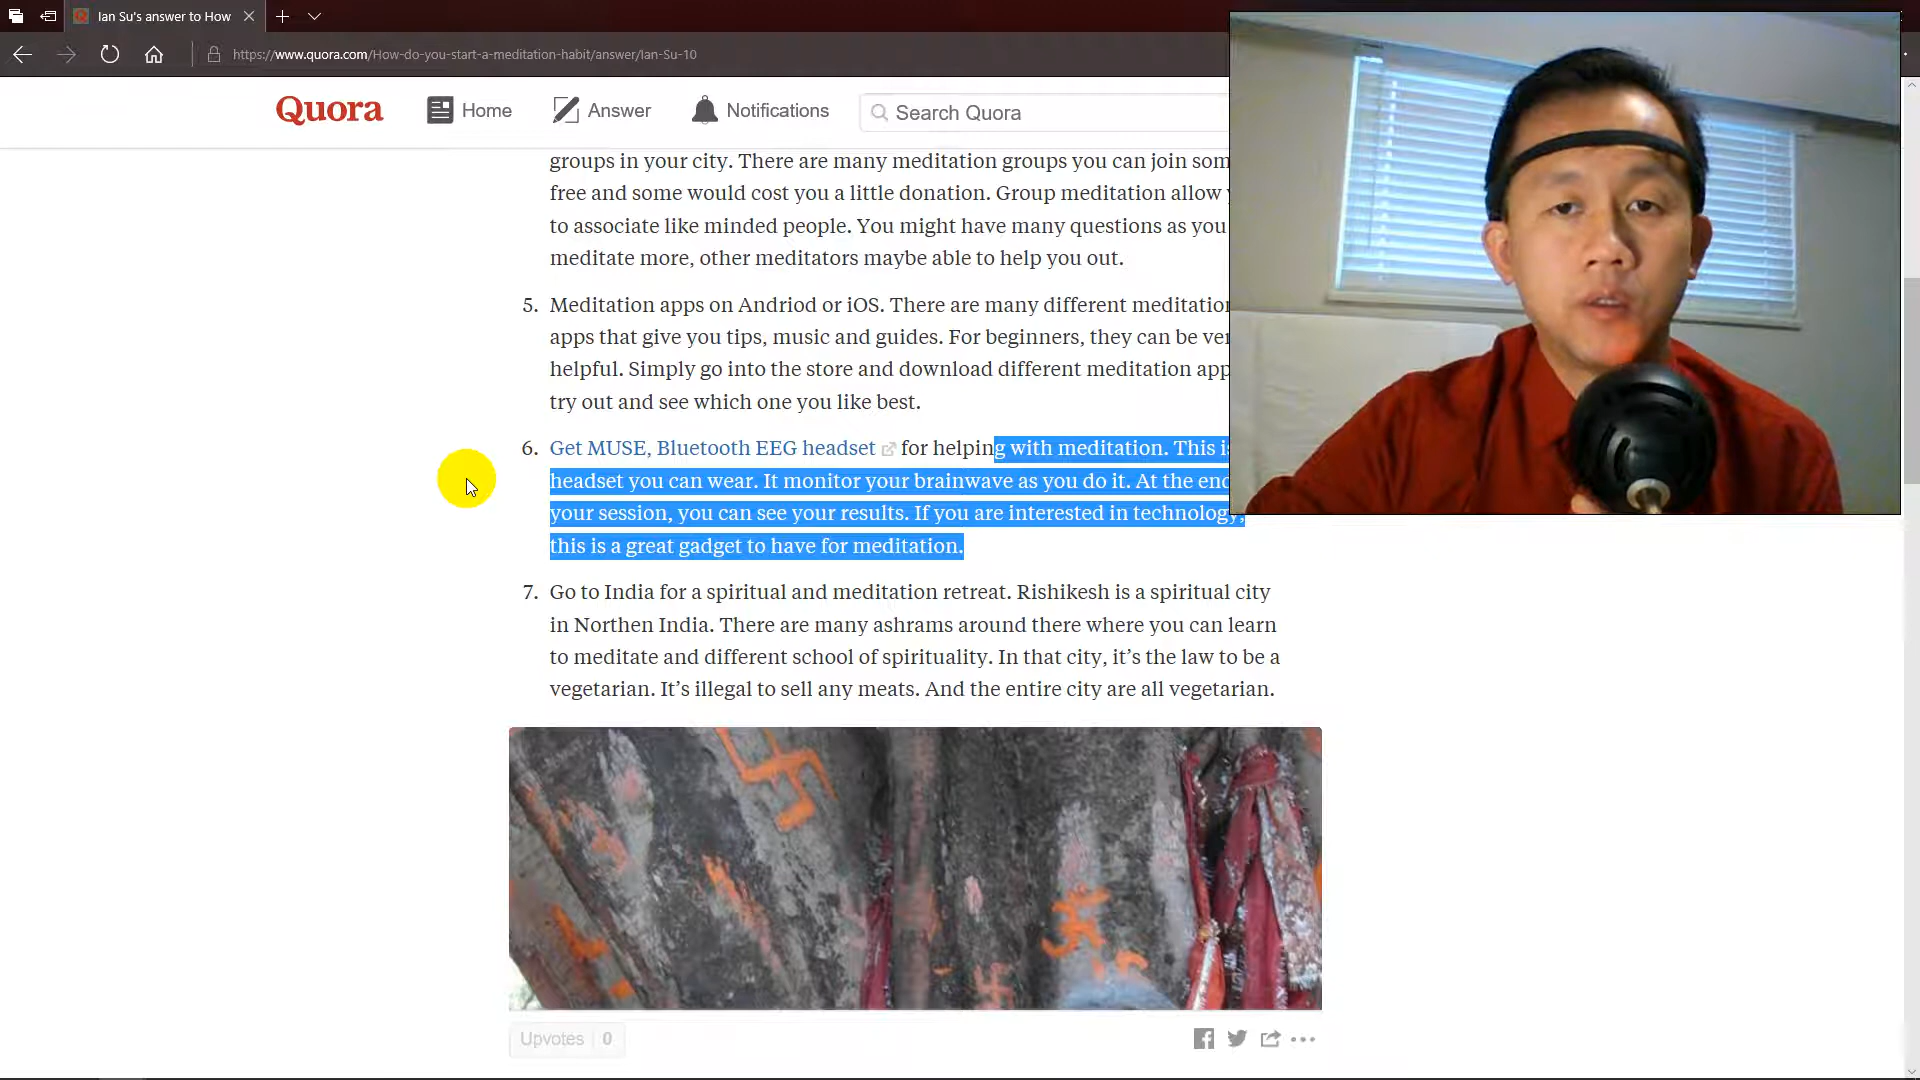 Ian Su's answer to How
https://www.quora.com/How-do-you-start-a-meditation-habit/answer/Ian-Su-10
Quora Home Answer Notifications Search Quora
groups in your city. There are many meditation groups you can join som
free and some would cost you a little donation. Group meditation allow
to associate like minded people. You might have many questions as you
meditate more, other meditators maybe able to help you out.
5. Meditation apps on Andriod or iOS. There are many different meditation
apps that give you tips, music and guides. For beginners, they can be ver
helpful. Simply go into the store and download different meditation app
try out and see which one you like best.
6. Get MUSE, Bluetooth EEG headset for helping with meditation. This is
headset you can wear. It monitor your brainwave as you do it. At the end
your session, you can see your results. If you are interested in technology,
this is a great gadget to have for meditation.
7. Go to India for a spiritual and meditation retreat. Rishikesh is a spiritual city
in Northen India. There are many ashrams around there where you can learn
to meditate and different school of spirituality. In that city, it’s the law to be a
vegetarian. It’s illegal to sell any meats. And the entire city are all vegetarian.
Upvotes 0